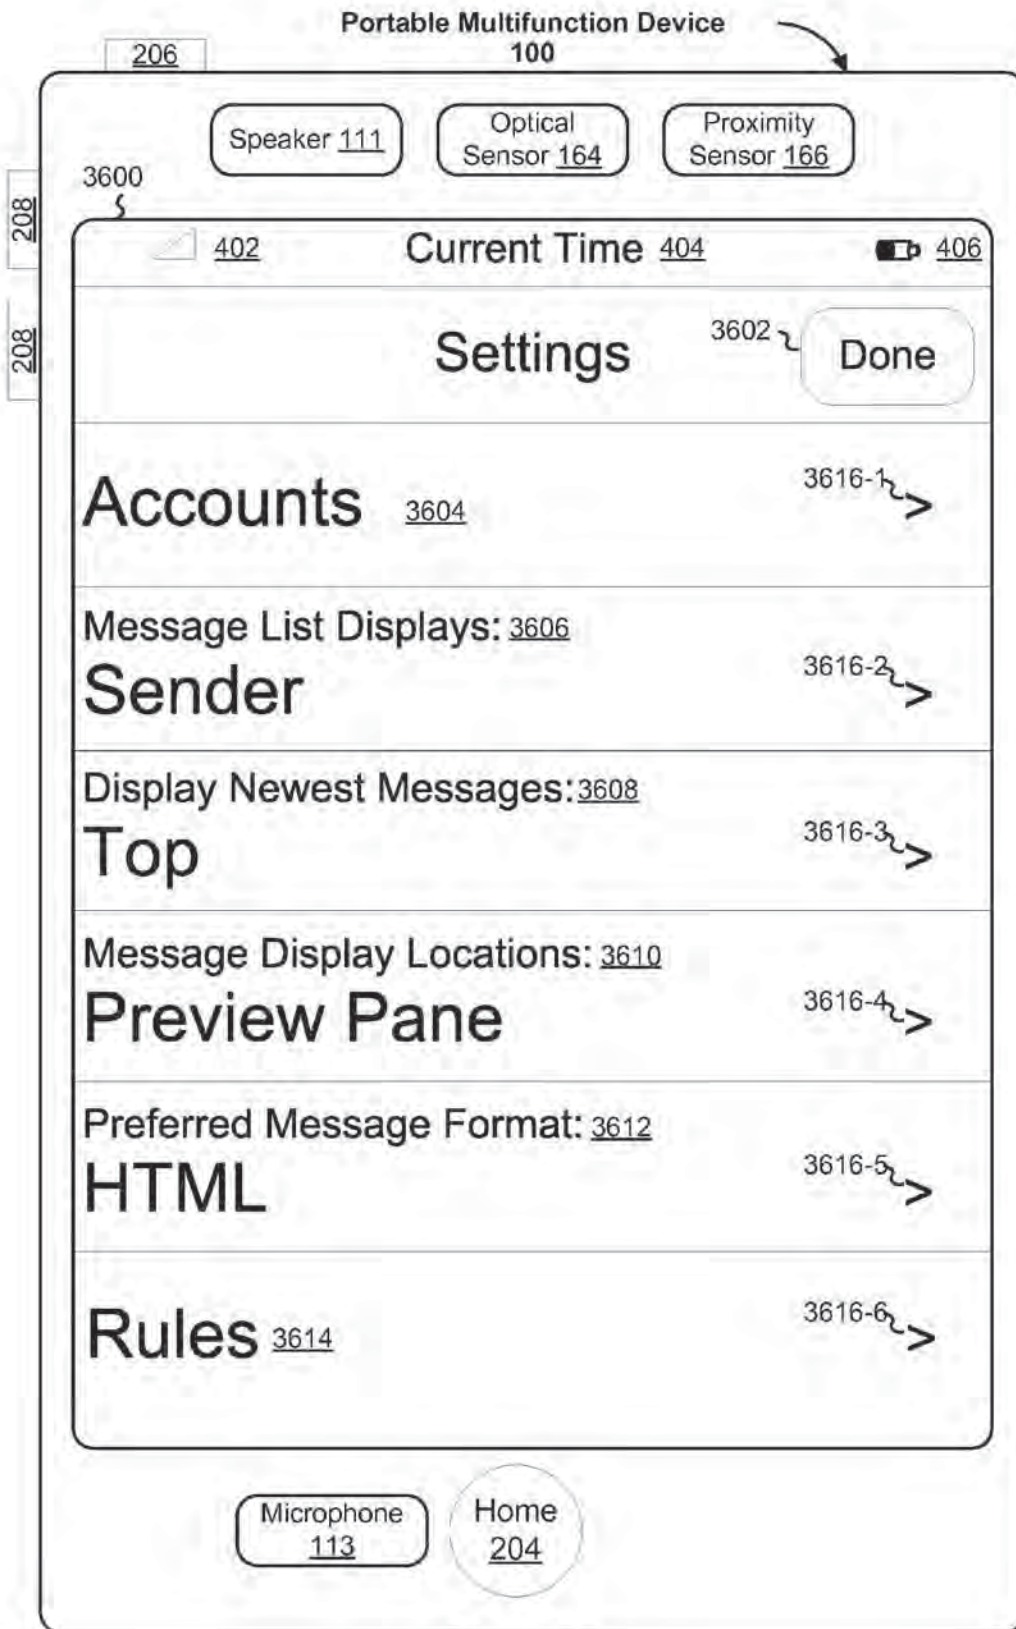 Portable Multifunction Device
100
206
Speaker 111
Optical
Sensor 164
Proximity
Sensor 166
3600
208
208
402
Current Time 404
406
Settings
3602
Done
Accounts 3604
3616-1
>
Message List Displays: 3606
Sender
3616-2
>
Display Newest Messages:3608
Top
3616-3
>
Message Display Locations: 3610
Preview Pane
3616-4
>
Preferred Message Format: 3612
HTML
3616-5
>
Rules 3614
3616-6
>
Microphone
113
Home
204